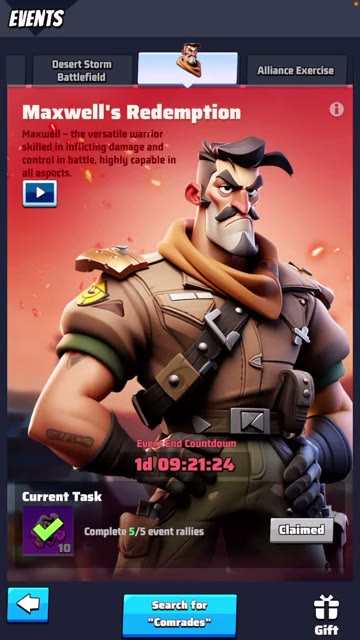 EVENTS
Desert Storm
Battlefield
Alliance Exercise
Maxwell's Redemption
Maxwell – the versatile warrior
skilled in inflicting damage and
control in battle, highly capable in
all aspects.
Event End Countdown
1d 09:21:24
Current Task
10
Complete 5/5 event rallies
Claimed
Search for
"Comrades"
Gift